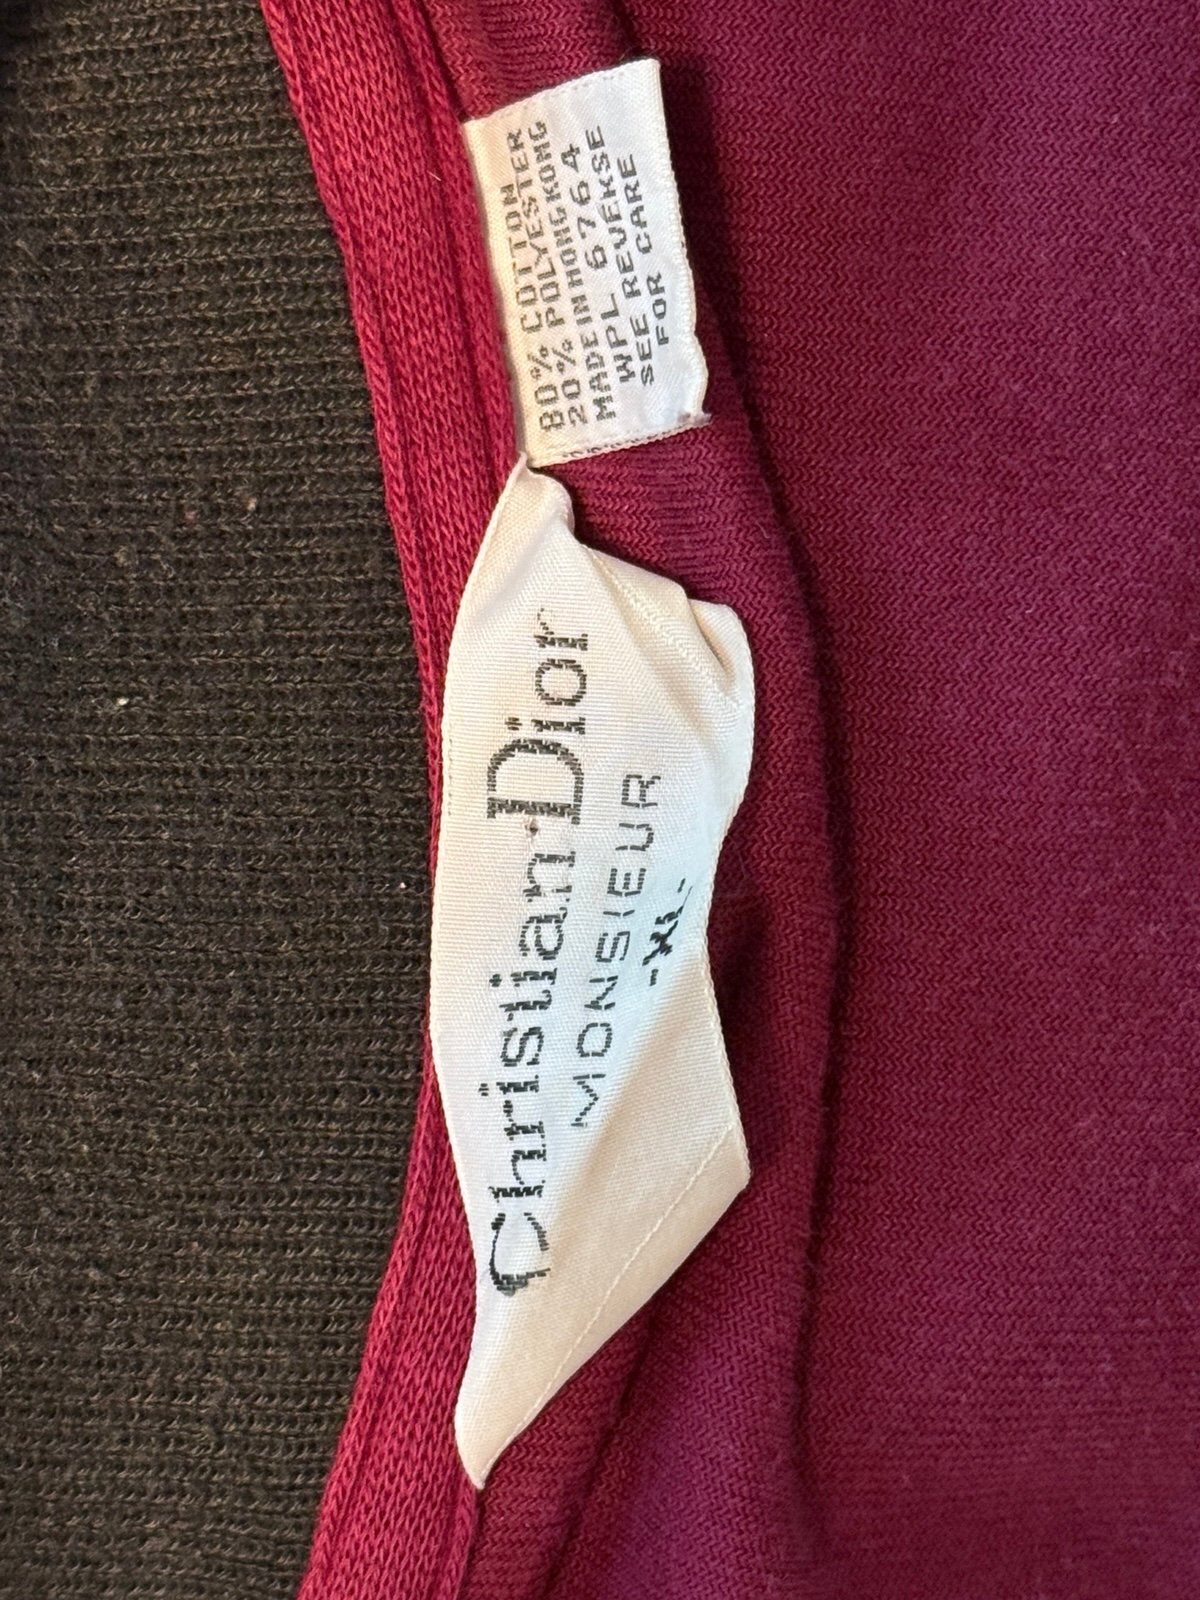 80% COTTON
20% POLYESTER
MADE IN HONG KONG
WPL 6764
SEE REVERSE
FOR CARE
Christian Dior
MONSIEUR
-XL-